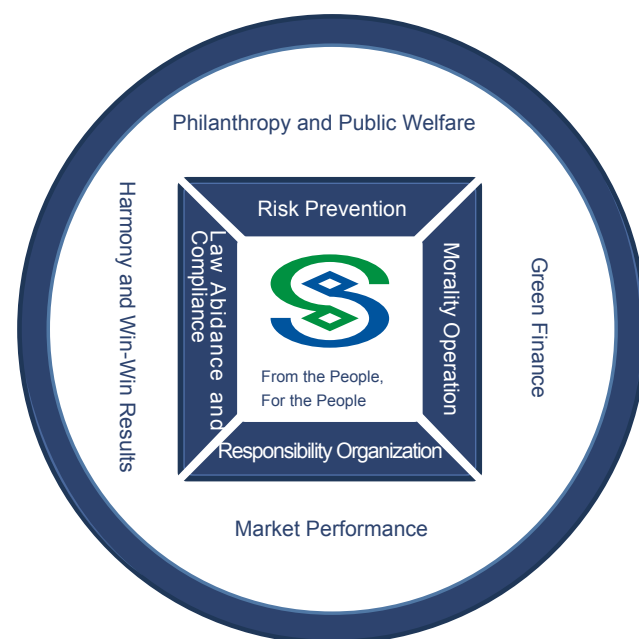 Philanthropy and Public Welfare
Harmony and Win-Win Results
Risk Prevention
Law Abidance and
Compliance
Morality Operation
Green Finance
From the People,
For the People
Responsibility Organization
Market Performance